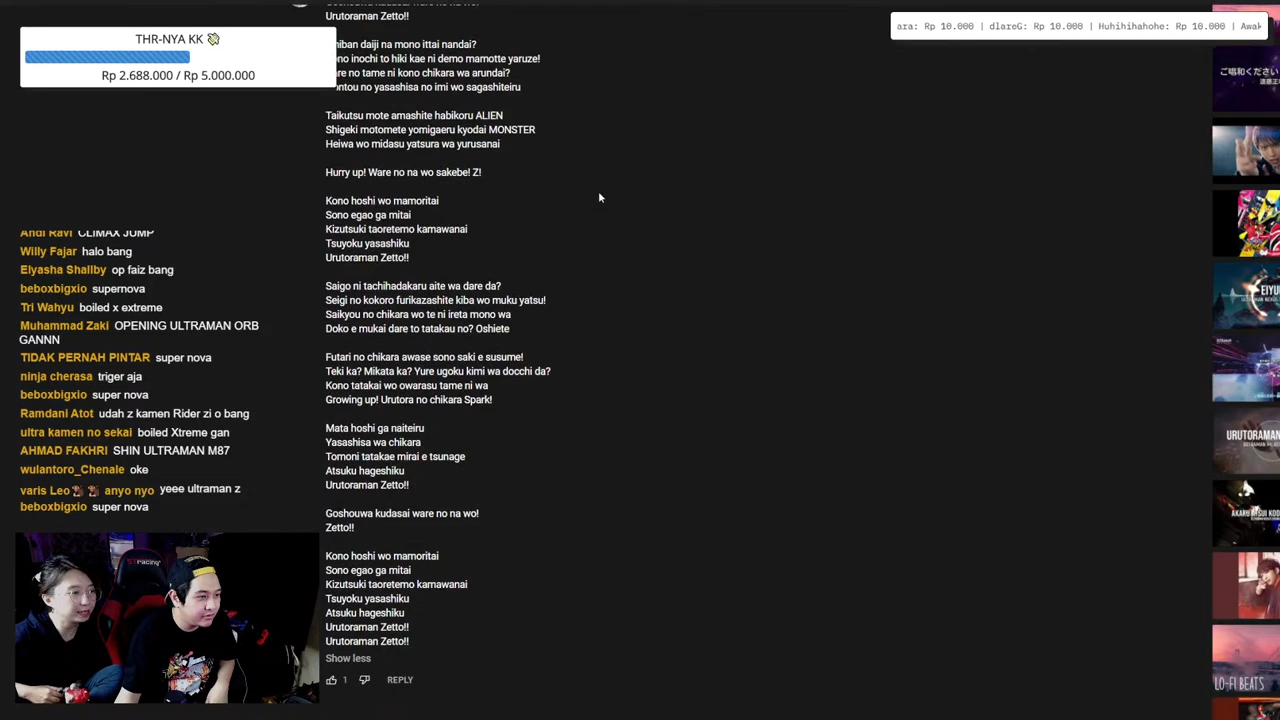 Urutoraman Zetto!!
ara: Rp 10.000 | dlareG: Rp 10.000 | Huhihihahohe: Rp 10.000 |
THR-NYA KK
Rp 2.688.000 / Rp 5.000.000
daiji na mono ittai nandai?
inochi to hiki kae ni demo mamotte yaruze!
no tame ni kono chikara wa arundai?
no yasashisa no imi wo sagashiteiru
Taikutsu mote amashite habikoru ALIEN
Shigeki motomete yomigaeru kyodai MONSTER
Heiwa wo midasu yatsura wa yurusanai
Hurry up! Ware no na wo sakebe! Z!
Kono hoshi wo mamoritai
Sono egao ga mitai
Kizutsuki taoretemo kamawanai
Tsuyoku yasashiku
Urutoraman Zetto!!
Saigo ni tachihadakaru aite wa dare da?
Seigi no kokoro furikazashite kiba wo muku yatsu!
Saikyou no chikara wo te ni ireta mono wa
Doko e mukai dare to tatakau no? Oshiete
Futari no chikara awase sono saki e susume!
Teki ka? Mikata ka? Yure ugoku kimi wa docchi da?
Kono tatakai wo owarasu tame ni wa
Growing up! Urutora no chikara Spark!
Mata hoshi ga naiteiru
Yasashisa wa chikara
Tomoni tatakae mirai e tsunage
Atsuku hageshiku
Urutoraman Zetto!!
Goshouwa kudasai ware no na wo!
Zetto!!
Kono hoshi wo mamoritai
Sono egao ga mitai
Kizutsuki taoretemo kamawanai
Tsuyoku yasashiku
Atsuku hageshiku
Urutoraman Zetto!!
Urutoraman Zetto!!
Show less
1 REPLY
Andi Ravi CLIMAX JUMP
Willy Fajar halo bang
Elyasha Shallby op faiz bang
beboxbigxio supernova
Tri Wahyu boiled x extreme
Muhammad Zaki OPENING ULTRAMAN ORB
GANNN
TIDAK PERNAH PINTAR super nova
ninja cherasa triger aja
beboxbigxio super nova
Ramdani Atot udah z kamen Rider zi o bang
ultra kamen no sekai boiled Xtreme gan
AHMAD FAKHRI SHIN ULTRAMAN M87
wulantoro_Chenale oke
varis Leo anyo nyo yeee ultraman z
beboxbigxio super nova
ご唱和ください
LO-FI BEATS